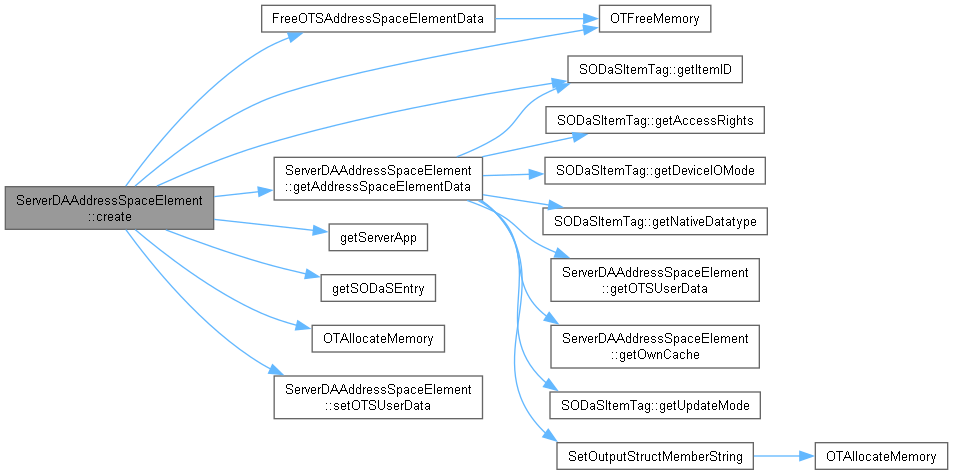 ServerDAAddressSpaceElement
::create
FreeOTSAddressSpaceElementData
OTFreeMemory
SODaSItemTag::getItemID
ServerDAAddressSpaceElement
::getAddressSpaceElementData
SODaSItemTag::getAccessRights
SODaSItemTag::getDeviceIOMode
SODaSItemTag::getNativeDatatype
ServerDAAddressSpaceElement
::getOTSUserData
ServerDAAddressSpaceElement
::getOwnCache
SODaSItemTag::getUpdateMode
SetOutputStructMemberString
OTAllocateMemory
getServerApp
getSODaSEntry
OTAllocateMemory
ServerDAAddressSpaceElement
::setOTSUserData